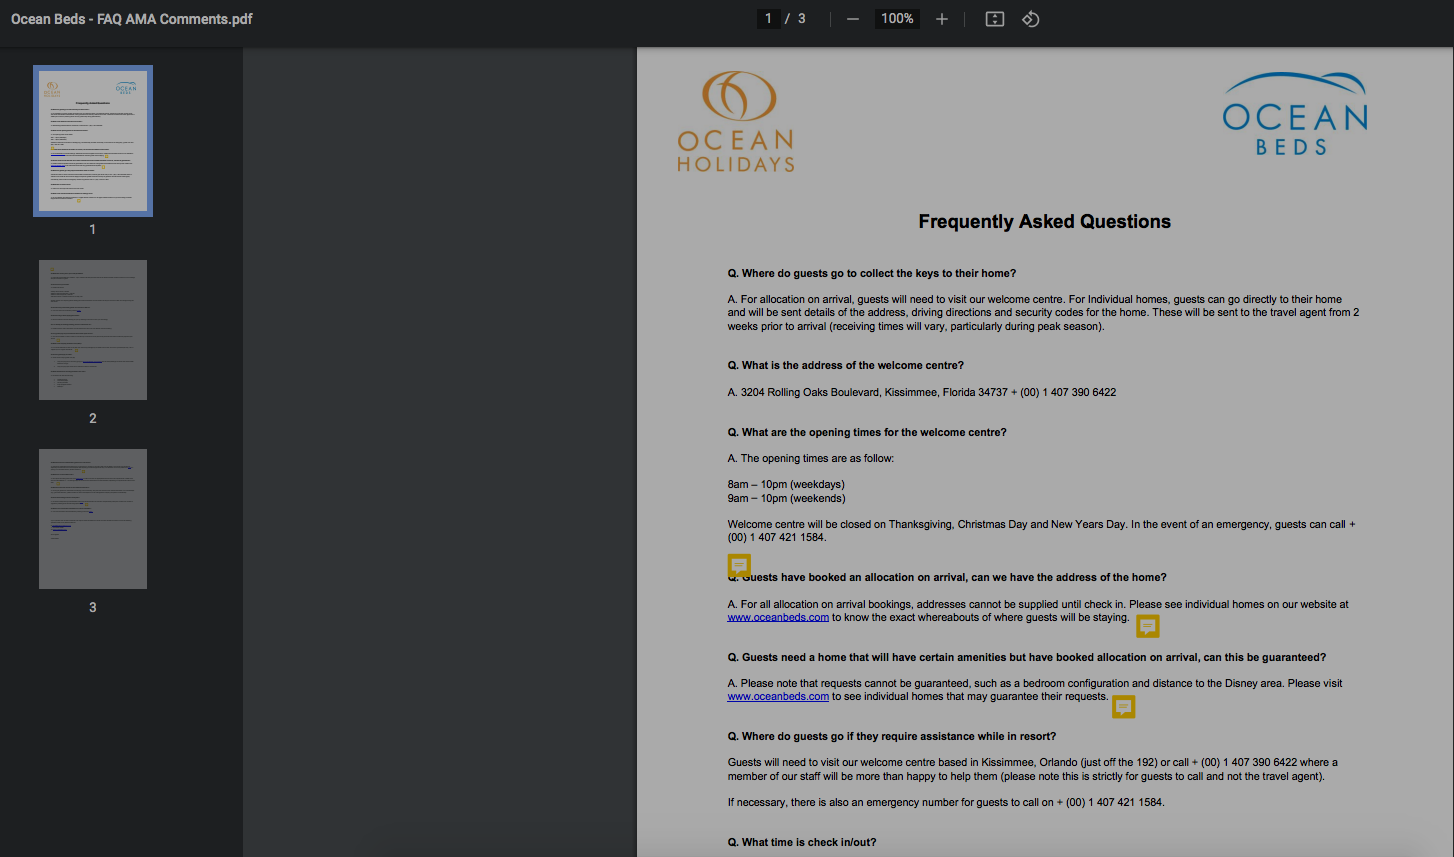 Ocean Beds - FAQ AMA Comments.pdf
1 / 3
100%
1
2
3
OCEAN
HOLIDAYS
OCEAN
BEDS
Frequently Asked Questions
Q. Where do guests go to collect the keys to their home?
A. For allocation on arrival, guests will need to visit our welcome centre. For Individual homes, guests can go directly to their home
and will be sent details of the address, driving directions and security codes for the home. These will be sent to the travel agent from 2
weeks prior to arrival (receiving times will vary, particularly during peak season).
Q. What is the address of the welcome centre?
A. 3204 Rolling Oaks Boulevard, Kissimmee, Florida 34737 + (00) 1 407 390 6422
Q. What are the opening times for the welcome centre?
A. The opening times are as follow:
8am – 10pm (weekdays)
9am – 10pm (weekends)
Welcome centre will be closed on Thanksgiving, Christmas Day and New Years Day. In the event of an emergency, guests can call +
(00) 1 407 421 1584.
Q. Guests have booked an allocation on arrival, can we have the address of the home?
A. For all allocation on arrival bookings, addresses cannot be supplied until check in. Please see individual homes on our website at
www.oceanbeds.com to know the exact whereabouts of where guests will be staying.
Q. Guests need a home that will have certain amenities but have booked allocation on arrival, can this be guaranteed?
A. Please note that requests cannot be guaranteed, such as a bedroom configuration and distance to the Disney area. Please visit
www.oceanbeds.com to see individual homes that may guarantee their requests.
Q. Where do guests go if they require assistance while in resort?
Guests will need to visit our welcome centre based in Kissimmee, Orlando (just off the 192) or call + (00) 1 407 390 6422 where a
member of our staff will be more than happy to help them (please note this is strictly for guests to call and not the travel agent).
If necessary, there is also an emergency number for guests to call on + (00) 1 407 421 1584.
Q. What time is check in/out?